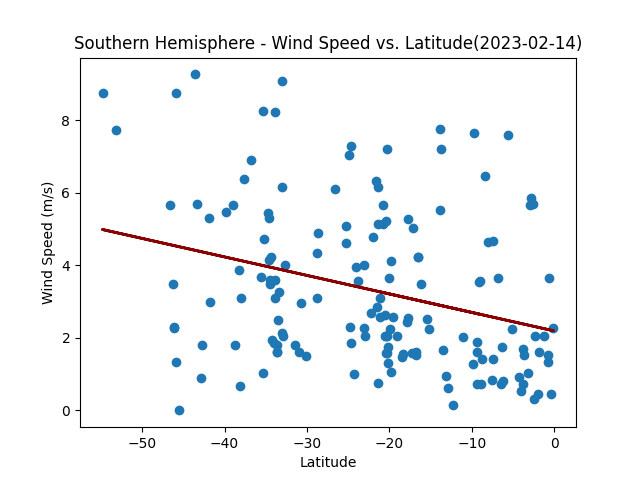 Southern Hemisphere - Wind Speed vs. Latitude(2023-02-14)
8
6
4
2
0
Wind Speed (m/s)
−50 −40 −30 −20 −10 0
Latitude